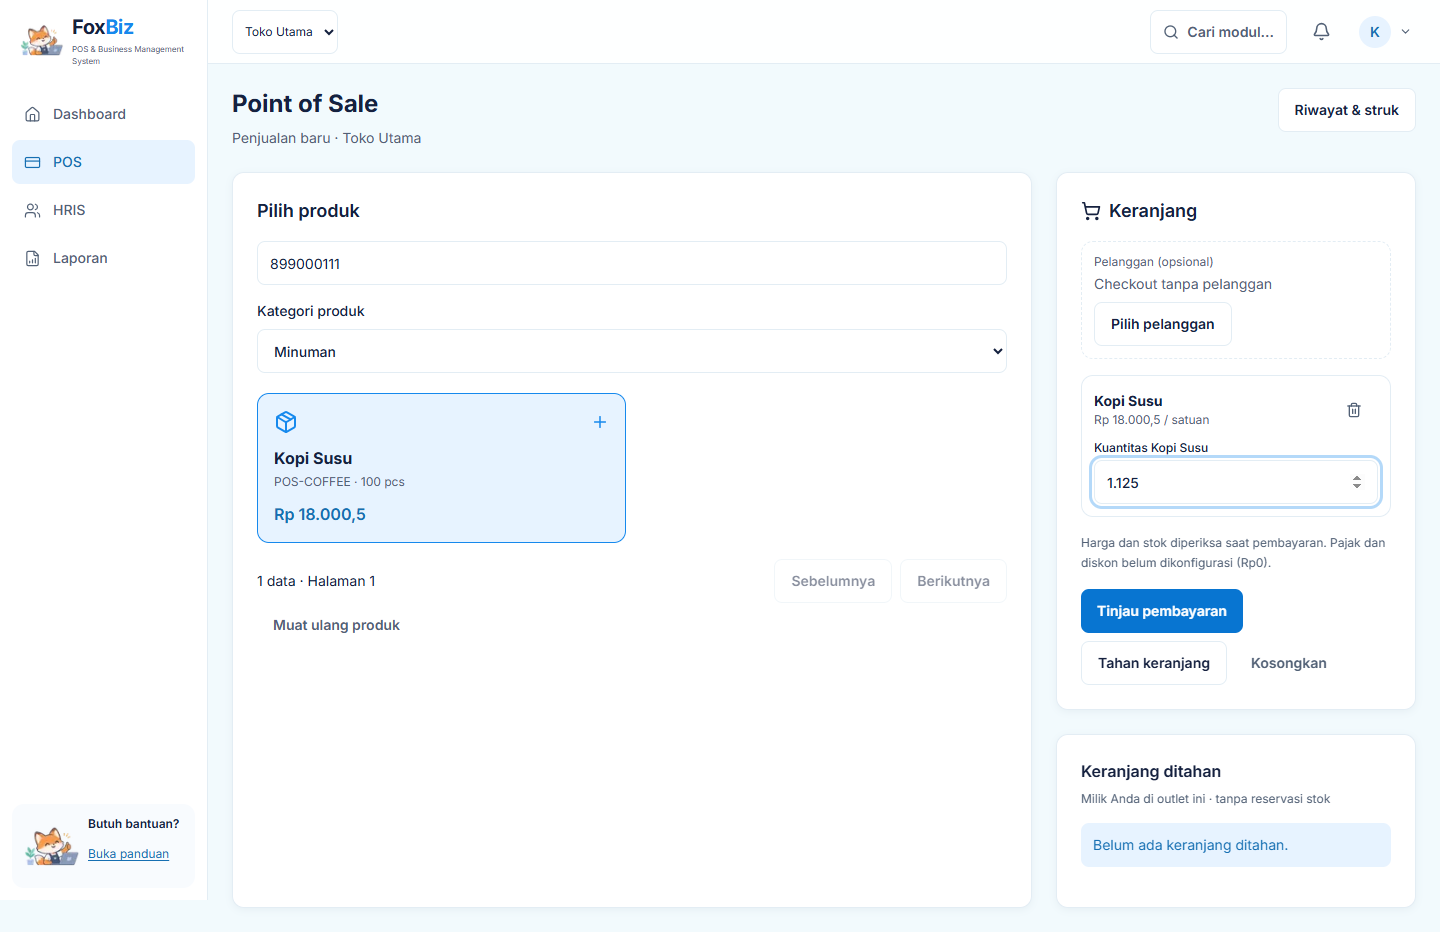 FoxBiz
POS & Business Management
System
Toko Utama
Cari modul...
K
Dashboard
POS
HRIS
Laporan
Point of Sale
Penjualan baru · Toko Utama
Riwayat & struk
Pilih produk
899000111
Kategori produk
Minuman
Kopi Susu
POS-COFFEE · 100 pcs
Rp 18.000,5
1 data · Halaman 1
Sebelumnya
Berikutnya
Muat ulang produk
Keranjang
Pelanggan (opsional)
Checkout tanpa pelanggan
Pilih pelanggan
Kopi Susu
Rp 18.000,5 / satuan
Kuantitas Kopi Susu
1.125
Harga dan stok diperiksa saat pembayaran. Pajak dan
diskon belum dikonfigurasi (Rp0).
Tinjau pembayaran
Tahan keranjang
Kosongkan
Keranjang ditahan
Milik Anda di outlet ini · tanpa reservasi stok
Belum ada keranjang ditahan.
Butuh bantuan?
Buka panduan